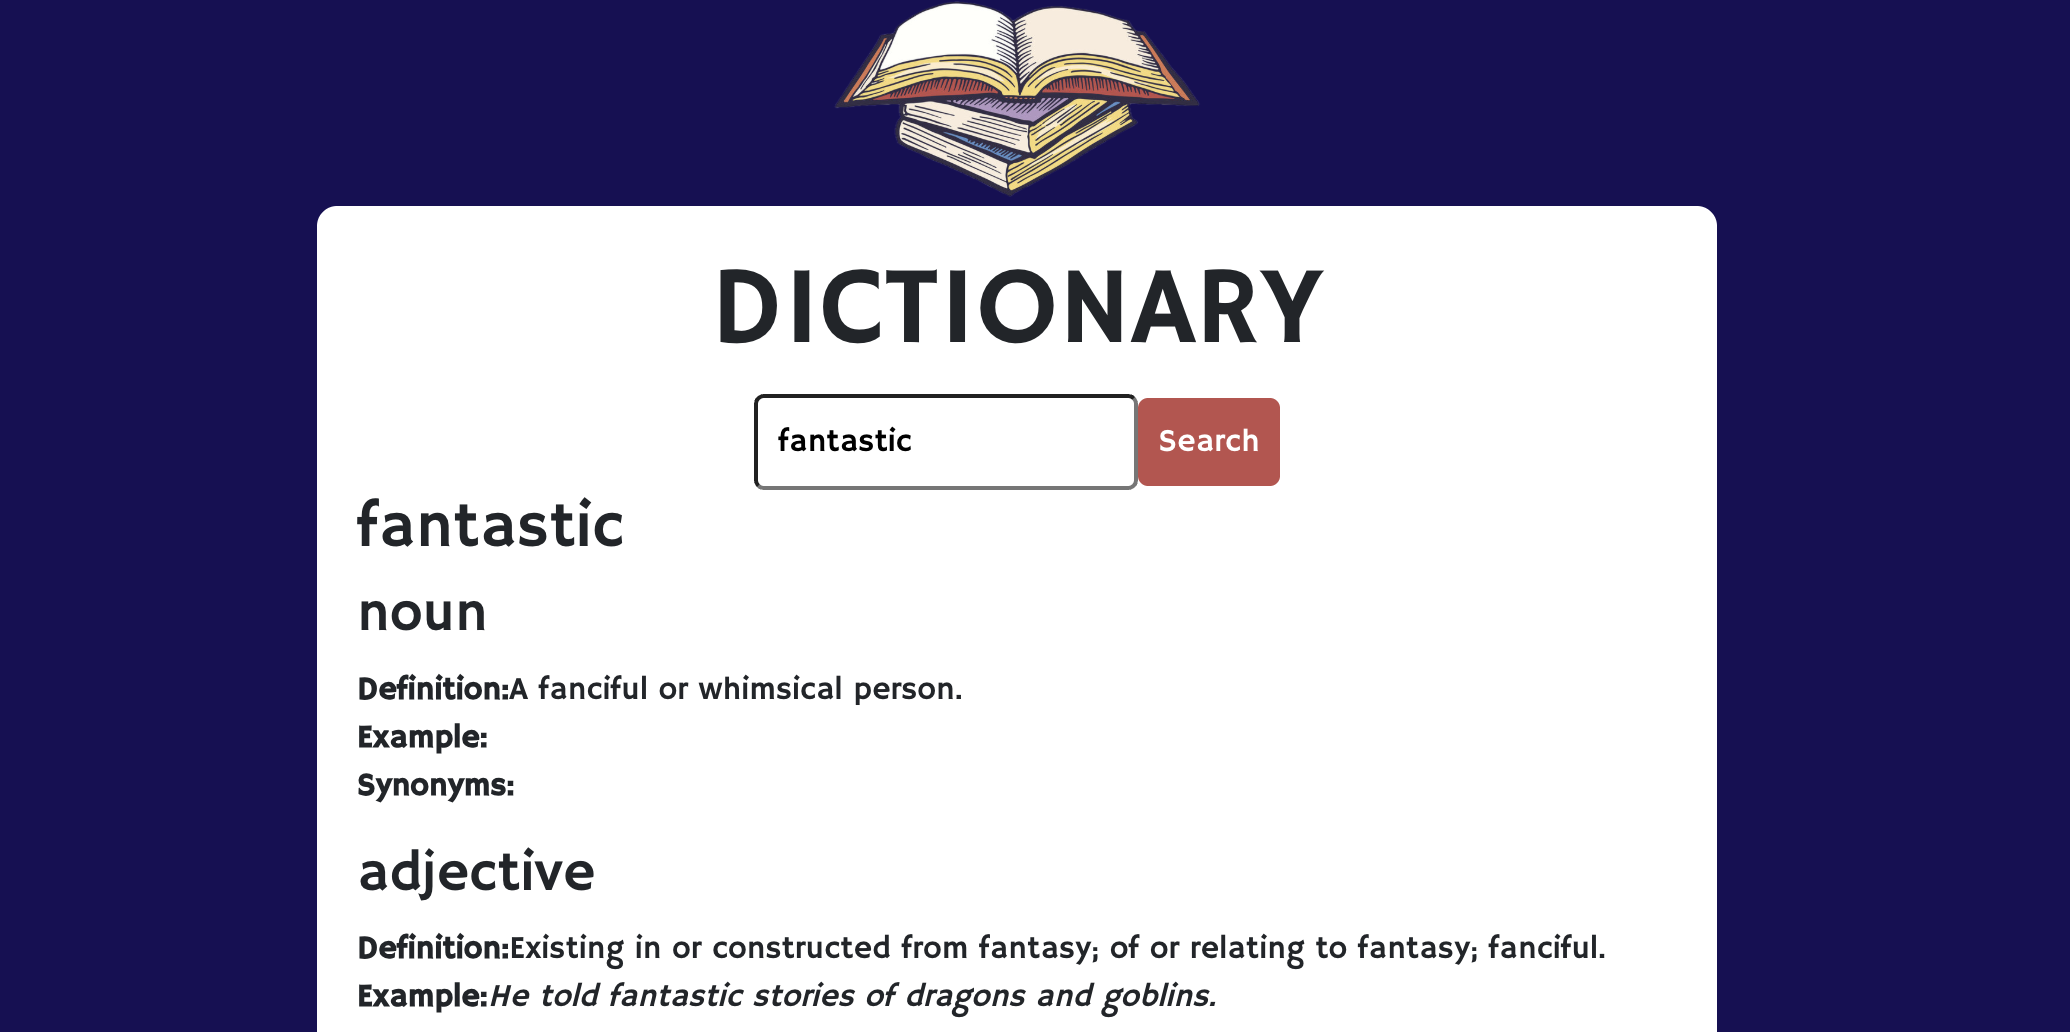 DICTIONARY
fantastic Search
fantastic
noun
Definition:A fanciful or whimsical person.
Example:
Synonyms:
adjective
Definition:Existing in or constructed from fantasy; of or relating to fantasy; fanciful.
Example:He told fantastic stories of dragons and goblins.